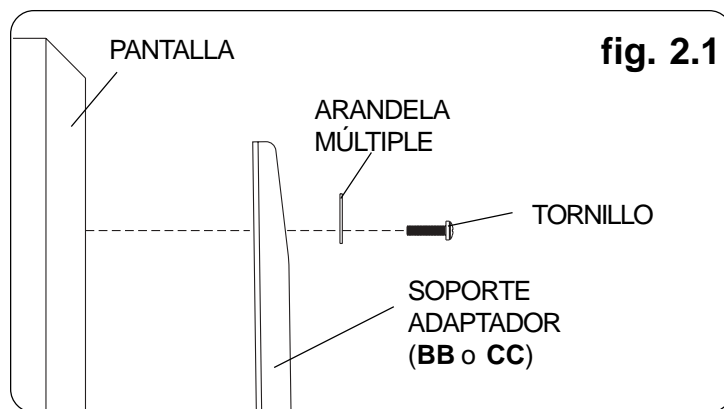 fig. 2.1
PANTALLA
ARANDELA
MÚLTIPLE
TORNILLO
SOPORTE
ADAPTADOR
(BB o CC)